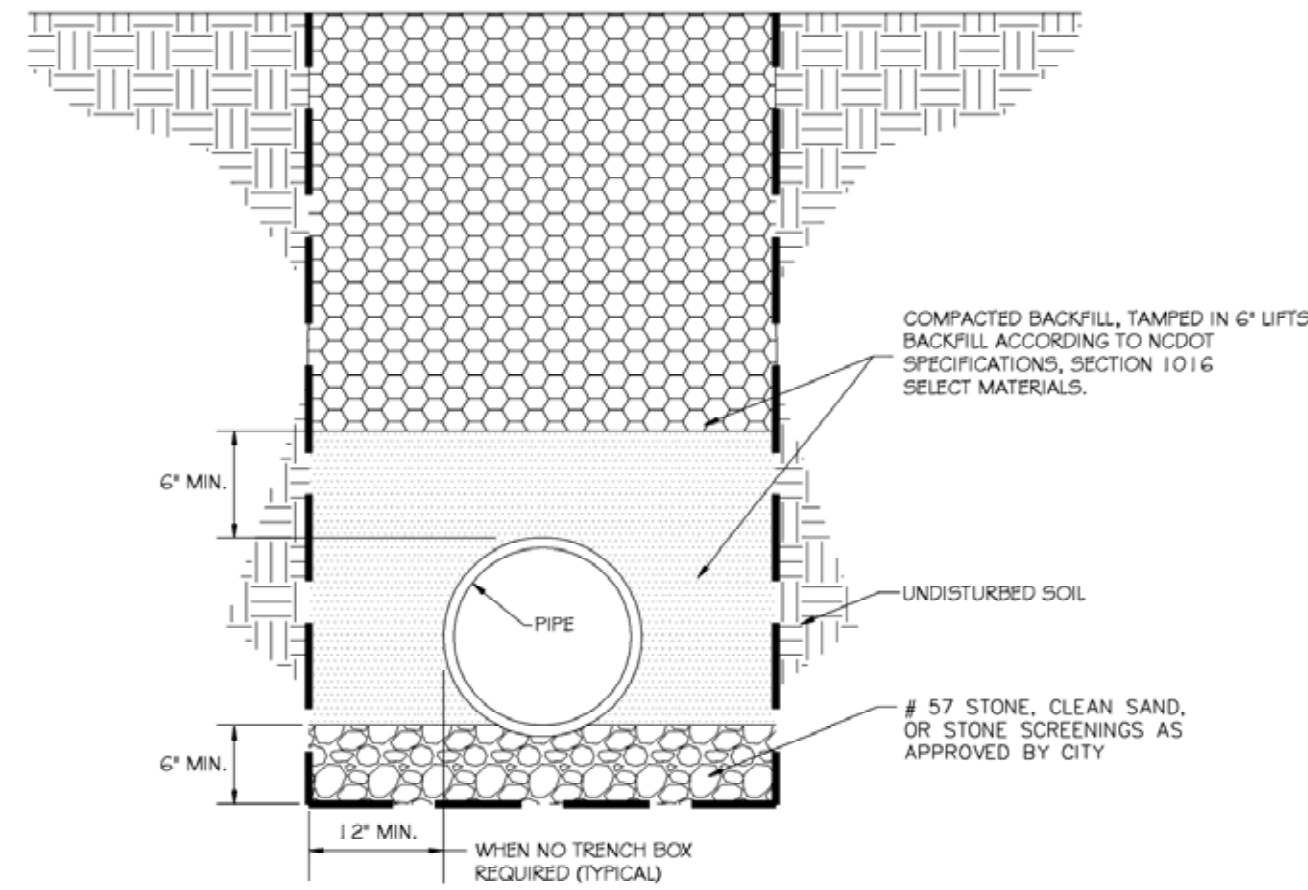 COMPACTED BACKFILL, TAMPED IN 6" LIFTS
BACKFILL ACCORDING TO NCDOT
SPECIFICATIONS, SECTION 1016
SELECT MATERIALS.
6" MIN.
UNDISTURBED SOIL
PIPE
# 57 STONE, CLEAN SAND,
OR STONE SCREENINGS AS
APPROVED BY CITY
6" MIN.
12" MIN.
WHEN NO TRENCH BOX
REQUIRED (TYPICAL)